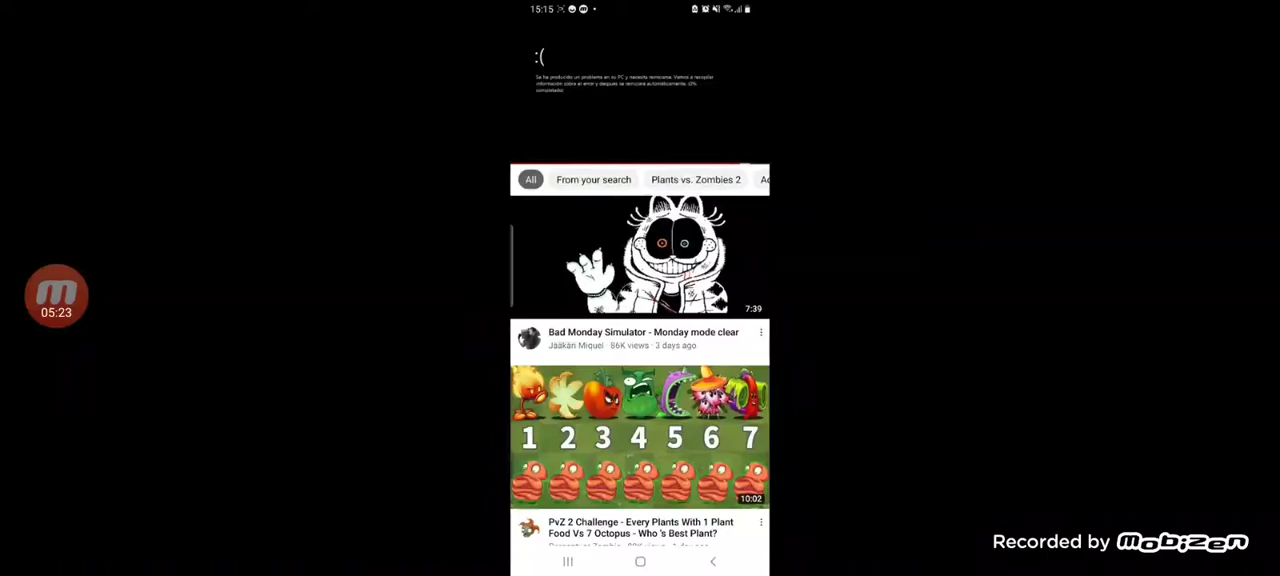 15:15
:(
Se ha producido un problema en su PC y necesita reiniciarse. Vamos a recopilar
información sobre el error y después se reiniciará automáticamente.
completado
All From your search Plants vs. Zombies 2
7:39
Bad Monday Simulator - Monday mode clear
Jaakari Miguel 86K views · 3 days ago
05:23
1 2 3 4 5 6 7
10:02
PvZ 2 Challenge - Every Plants With 1 Plant
Food Vs 7 Octopus - Who 's Best Plant?
Recorded by mobizen